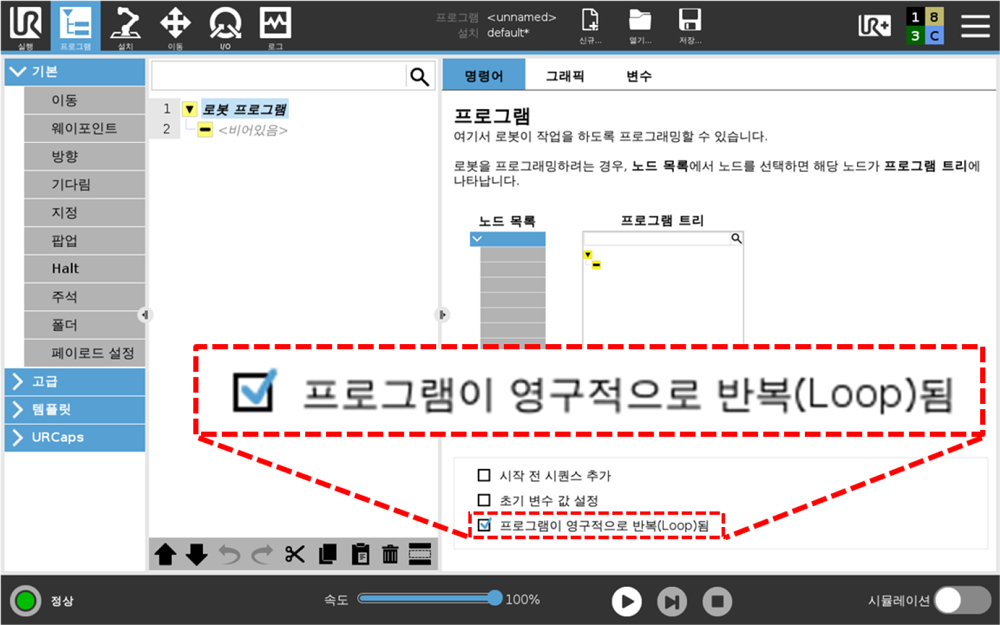 UR
실행
프로그램
설치
이동
I/O
로그
프로그램 <unnamed>
설치 default*
신규...
열기...
저장...
UR+
1 8
3 C
기본
이동
웨이포인트
방향
기다림
지정
팝업
Halt
주석
폴더
페이로드 설정
고급
템플릿
URCaps
1 로봇 프로그램
2 <비어있음>
명령어 그래픽 변수
프로그램
여기서 로봇이 작업을 하도록 프로그래밍할 수 있습니다.
로봇을 프로그래밍하려는 경우, 노드 목록에서 노드를 선택하면 해당 노드가 프로그램 트리에
나타납니다.
노드 목록 프로그램 트리
프로그램이 영구적으로 반복(Loop)됨
시작 전 시퀀스 추가
초기 변수 값 설정
프로그램이 영구적으로 반복(Loop)됨
정상
속도 100%
시뮬레이션